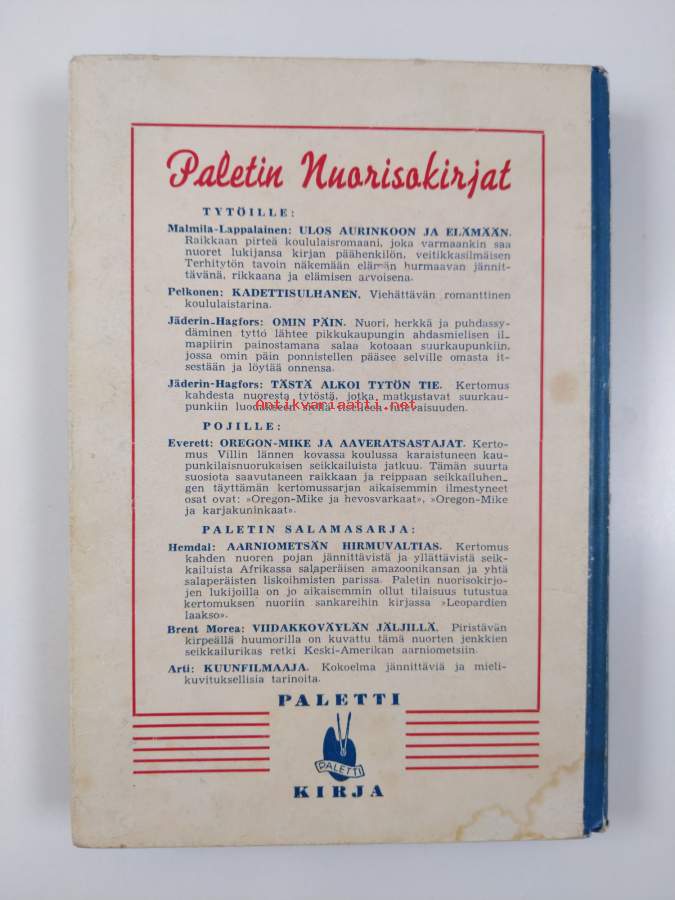 Paletin Nuorisokirjat
TYTÖILLE:
Malmila-Lappalainen: ULOS AURINKOON JA ELÄMÄÄN.
Raikkaan pirteä koululaisromaani, joka varmaankin saa
nuoret lukijansa kirjan päähenkilön, veitikkasilmäisen
Terhitytön tavoin näkemään elämän hurmaavan jännit-
tävänä, rikkaana ja elämisen arvoisena.
Pelkonen: KADETTISULHANEN. Viehättävän romanttinen
koululaistarina.
Jäderin-Hagfors: OMIN PÄIN. Nuori, herkkä ja puhdassy-
däminen tyttö lähtee pikkukaupungin ahdasmielisen il-
mapiirin painostamana salaa kotoaan suurkaupunkiin,
jossa omin päin ponnistellen pääsee selville omasta it-
sestään ja löytää onnensa.
Jäderin-Hagfors: TÄSTÄ ALKOI TYTÖN TIE. Kertomus
kahdesta nuoresta tytöstä, jotka matkustavat suurkau-
Antikvariaatti.net
punkiin luodakseen siellä itselleen tulevaisuuden.
POJILLE:
Everett: OREGON-MIKE JA AAVERATSASTAJAT. Kerto-
mus Villin lännen kovassa koulussa karaistuneen kau-
punkilaisnuorukaisen seikkailuista jatkuu. Tämän suurta
suosiota saavutaneen raikkaan ja reippaan seikkailuhen-
gen täyttämän kertomussarjan aikaisemmin ilmestyneet
osat ovat: »Oregon-Mike ja hevosvarkaat», »Oregon-Mike
ja karjakuninkaat».
PALETIN SALAMASARJA:
Hemdai: AARNIOMETSÄN HIRMUVALTIAS. Kertomus
kahden nuoren pojan jännittävistä ja yllättävistä seik-
kailuista Afrikassa salaperäisen amazoonikansan ja yhtä
salaperäisten liskoihmisten parissa. Paletin nuorisokirjo-
jen lukijoilla on jo aikaisemmin ollut tilaisuus tutustua
kertomuksen nuoriin sankareihin kirjassa »Leopardien
laakso».
Brent Morea: VIIDAKKOVÄYLÄN JÄLJILLÄ. Piristävän
kirpeällä huumorilla on kuvattu tämä nuorten jenkkien
seikkailurikas retki Keski-Amerikan aarniometsiin.
Arti: KUUNFILMAAJA. Kokoelma jännittäviä ja mieli-
kuvituksellisia tarinoita.
PALETTI
PALETTI
KIRJA